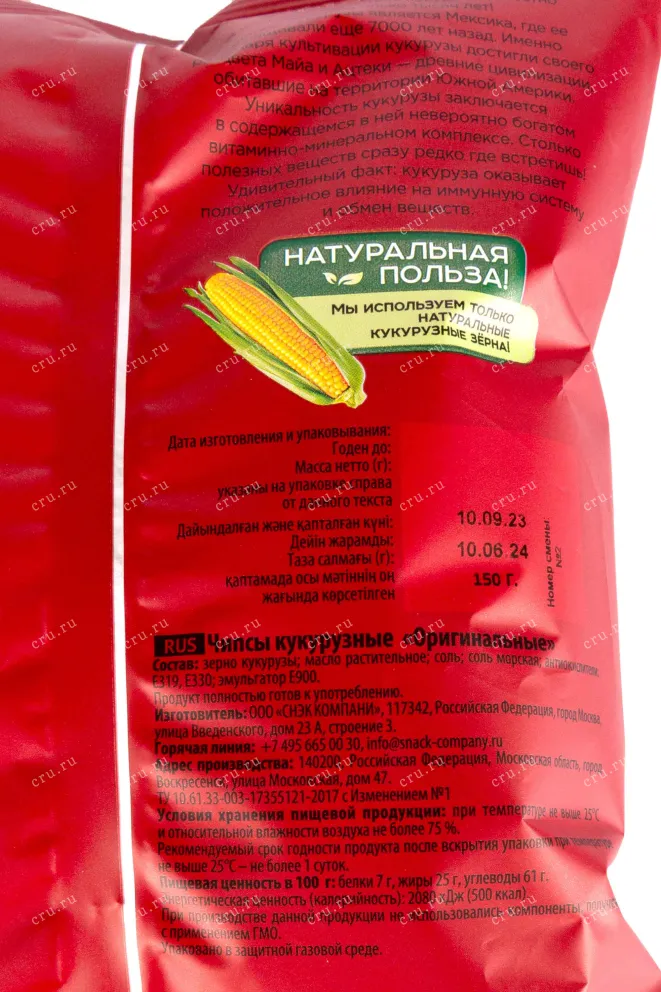 является Мексика, где ее
еще 7000 лет назад. Именно
культивации кукурузы достигли своего
Майа и Ацтеки — древние цивилизации,
обитавшие на территории Южной Америки.
Уникальность кукурузы заключается
в содержащемся в ней невероятно богатом
витаминно-минеральном комплексе. Столько
полезных веществ сразу редко где встретишь!
Удивительный факт: кукуруза оказывает
положительное влияние на иммунную систему
и обмен веществ.
НАТУРАЛЬНАЯ
ПОЛЬЗА!
Мы используем только
натуральные
кукурузные зёрна!
Дата изготовления и упаковывания:
Годен до:
Масса нетто (г):
указаны на упаковке справа
от данного текста
Дайындалған және қапталған күні:
Дейін жарамды:
Таза салмағы (г):
қаптамада осы мәтіннің оң
жағында көрсетілген
10.09.23
10.06.24
150 Г.
Номер смены:
№2
RUS Чипсы кукурузные «Оригинальные»
Состав: зерно кукурузы; масло растительное; соль; соль морская; антиокислители:
Е319, Е330; эмульгатор Е900.
Продукт полностью готов к употреблению.
Изготовитель: ООО «СНЭК КОМПАНИ», 117342, Российская Федерация, город Москва,
улица Введенского, дом 23 А, строение 3.
Горячая линия: +7 495 665 00 30, info@snack-company.ru
Адрес производства: 140200, Российская Федерация, Московская область, город
Воскресенск, улица Московская, дом 47.
ТУ 10.61.33-003-17355121-2017 с Изменением №1
Условия хранения пищевой продукции: при температуре не выше 25°С
и относительной влажности воздуха не более 75 %.
Рекомендуемый срок годности продукта после вскрытия упаковки при температуре
не выше 25°С – не более 1 суток.
Пищевая ценность в 100 г: белки 7 г, жиры 25 г, углеводы 61 г.
Энергетическая ценность (калорийность): 2080 кДж (500 ккал).
При производстве данной продукции не использовались компоненты,
с применением ГМО.
Упаковано в защитной газовой среде.
cru.ru